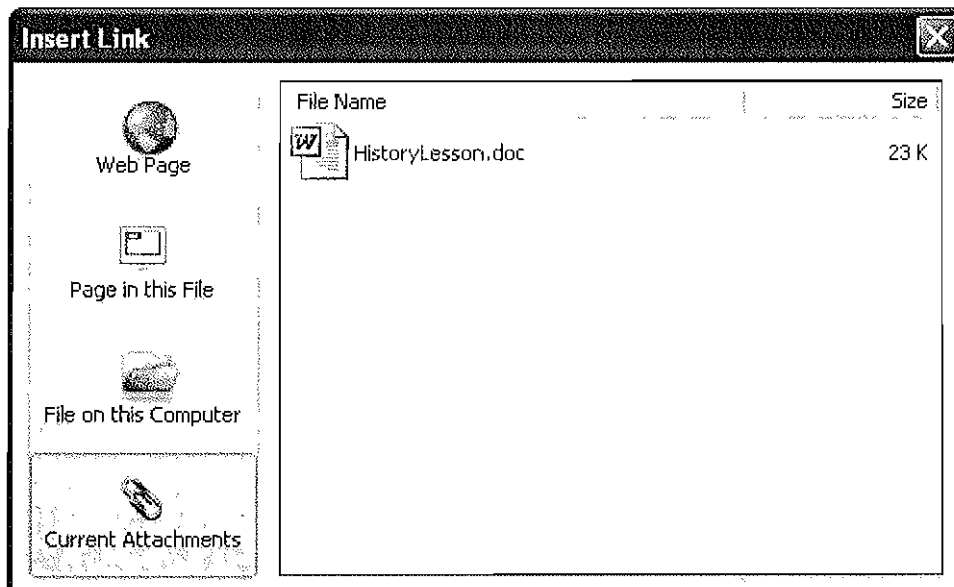 Insert Link
Web Page
Page in this File
File on this Computer
Current Attachments
File Name Size
W HistoryLesson.doc 23 K